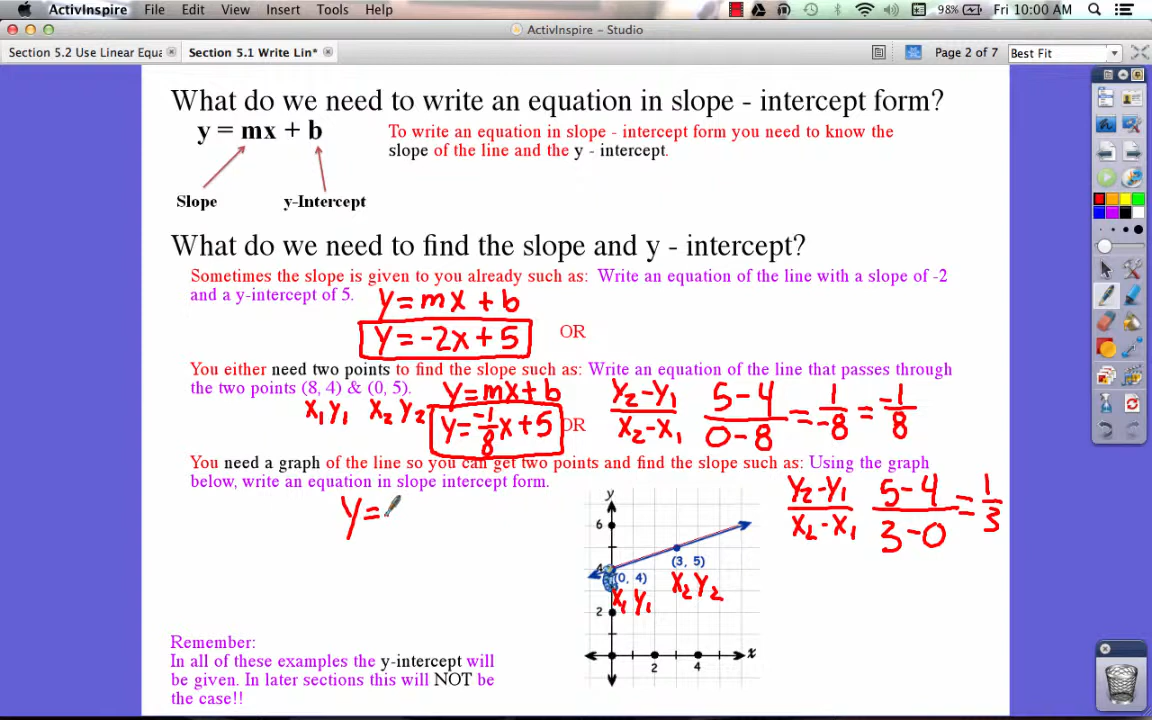 ActivInspire File Edit View Insert Tools Help 98% Fri 10:00 AM
ActivInspire - Studio
Section 5.2 Use Linear Equa Section 5.1 Write Lin* Page 2 of 7 Best Fit
What do we need to write an equation in slope - intercept form?
y = mx + b
To write an equation in slope - intercept form you need to know the
slope of the line and the y - intercept.
Slope y-Intercept
What do we need to find the slope and y - intercept?
Sometimes the slope is given to you already such as: Write an equation of the line with a slope of -2
and a y-intercept of 5.
y = mx + b
y = -2x + 5
OR
You either need two points to find the slope such as: Write an equation of the line that passes through
the two points (8, 4) & (0, 5).
x₁ y₁ x₂ y₂
y = mx + b
y = -1/8 x + 5
OR
y₂-y₁/x₂-x₁ 5-4/0-8 = 1/-8 = -1/8
You need a graph of the line so you can get two points and find the slope such as: Using the graph
below, write an equation in slope intercept form.
y =
y₂-y₁/x₂-x₁ 5-4/3-0 = 1/3
y
6
4
(3, 5)
(0, 4)
x₂ y₂
x₁ y₁
2
x
2 4
Remember:
In all of these examples the y-intercept will
be given. In later sections this will NOT be
the case!!